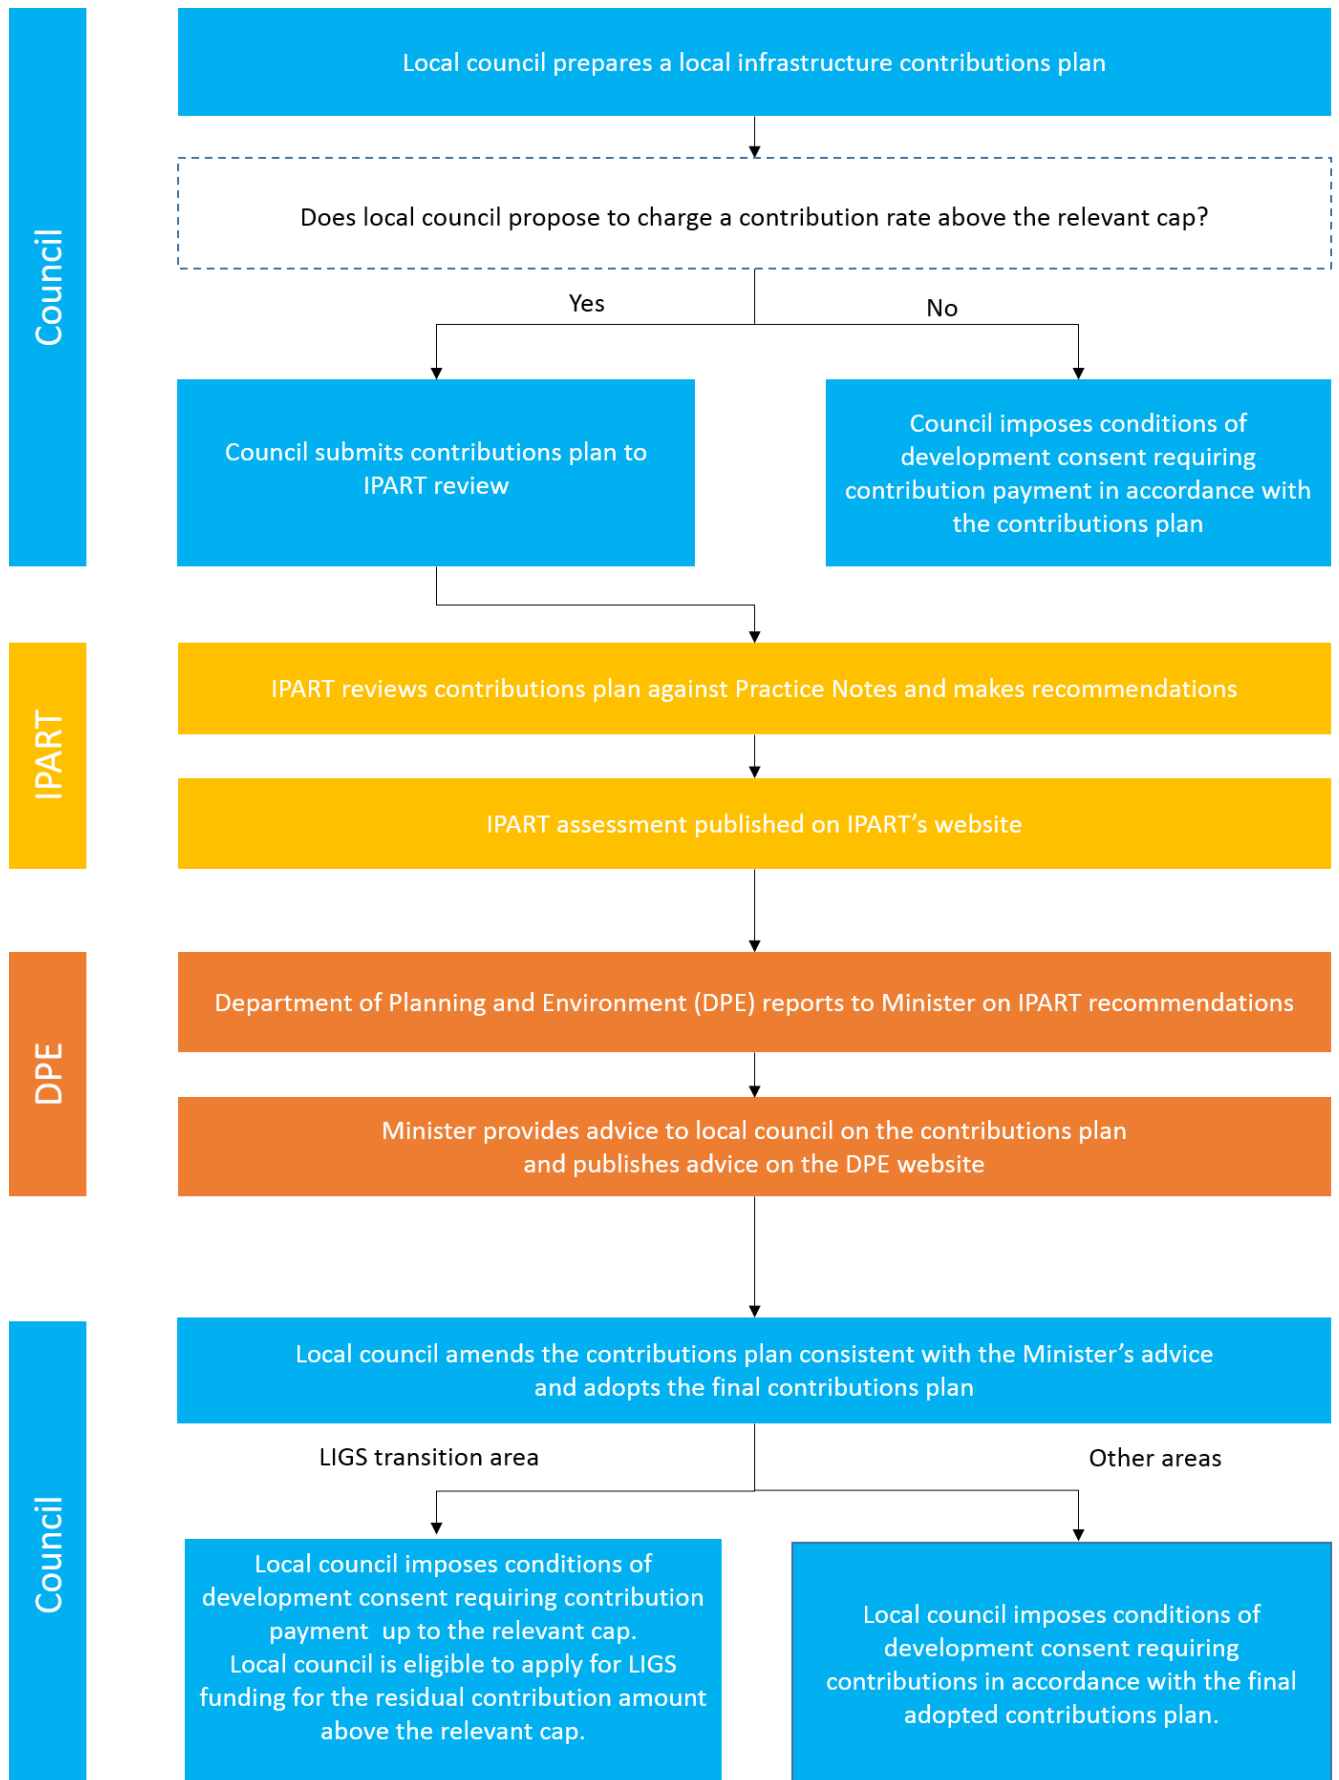 Council
Local council prepares a local infrastructure contributions plan
Does local council propose to charge a contribution rate above the relevant cap?
Yes
No
Council submits contributions plan to
IPART review
Council imposes conditions of
development consent requiring
contribution payment in accordance with
the contributions plan
IPART
IPART reviews contributions plan against Practice Notes and makes recommendations
IPART assessment published on IPART’s website
DPE
Department of Planning and Environment (DPE) reports to Minister on IPART recommendations
Minister provides advice to local council on the contributions plan
and publishes advice on the DPE website
Council
Local council amends the contributions plan consistent with the Minister’s advice
and adopts the final contributions plan
LIGS transition area
Other areas
Local council imposes conditions of
development consent requiring contribution
payment  up to the relevant cap.
Local council is eligible to apply for LIGS
funding for the residual contribution amount
above the relevant cap.
Local council imposes conditions of
development consent requiring
contributions in accordance with the final
adopted contributions plan.